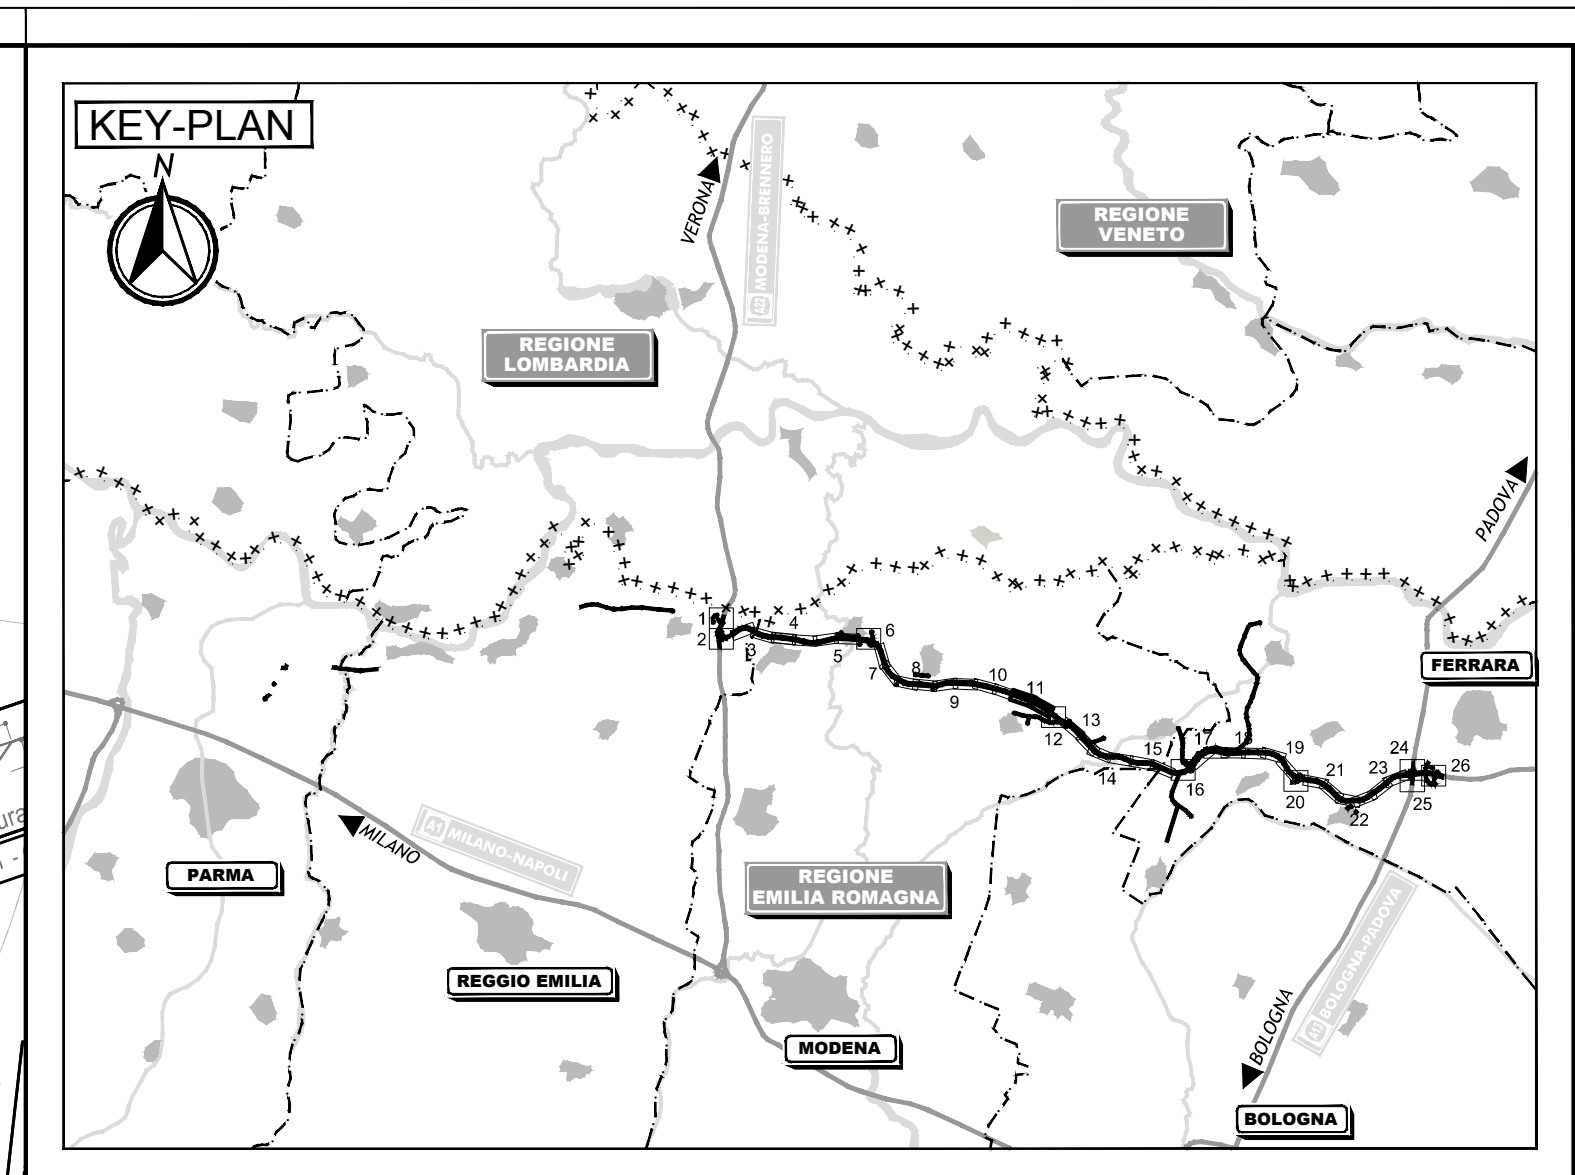 KEY-PLAN
N
VERONA
A22 MODENA-BRENNERO
REGIONE
VENETO
REGIONE
LOMBARDIA
PADOVA
1
2
3
4
5
6
7
8
9
10
11
12
13
14
15
16
17
18
19
20
21
22
23
24
25
26
FERRARA
MILANO
A1 MILANO-NAPOLI
PARMA
REGIONE
EMILIA ROMAGNA
REGGIO EMILIA
A13 BOLOGNA-PADOVA
BOLOGNA
MODENA
BOLOGNA